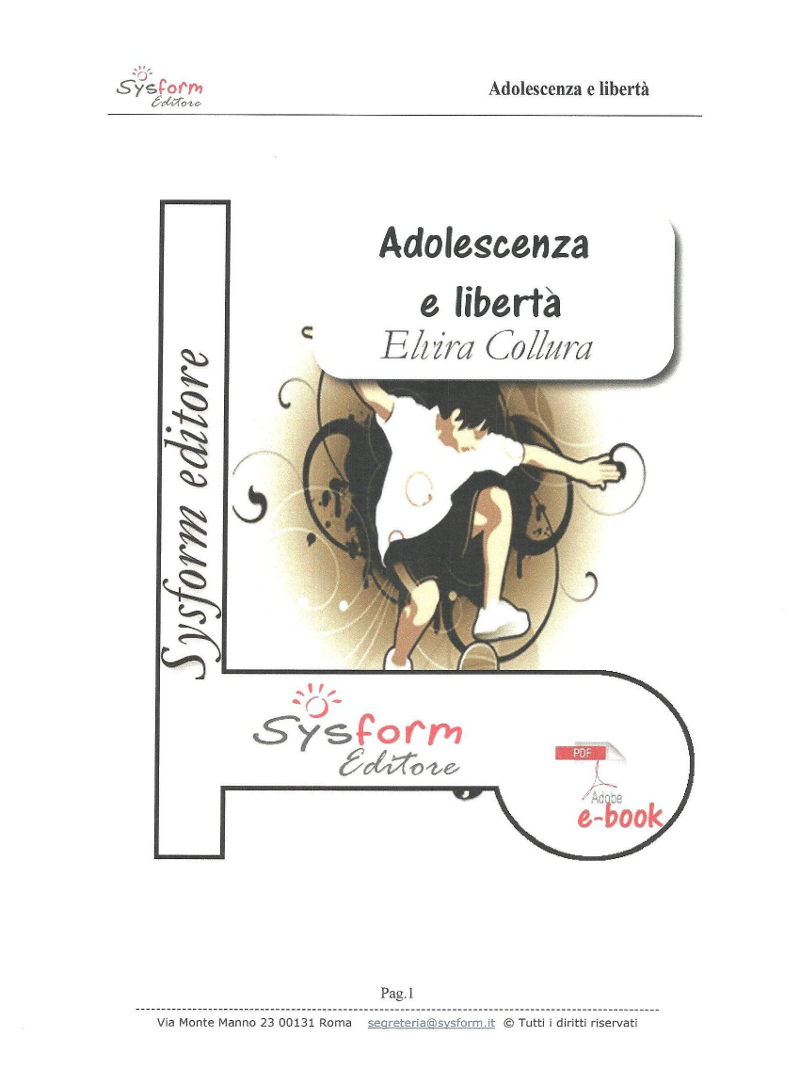 Sysform
Editore
Adolescenza e libertà
Adolescenza
e libertà
Elvira Collura
Sysform editore
Sysform
Editore
PDF
Adobe
e-book
Pag.1
Via Monte Manno 23 00131 Roma segreteria@sysform.it © Tutti i diritti riservati